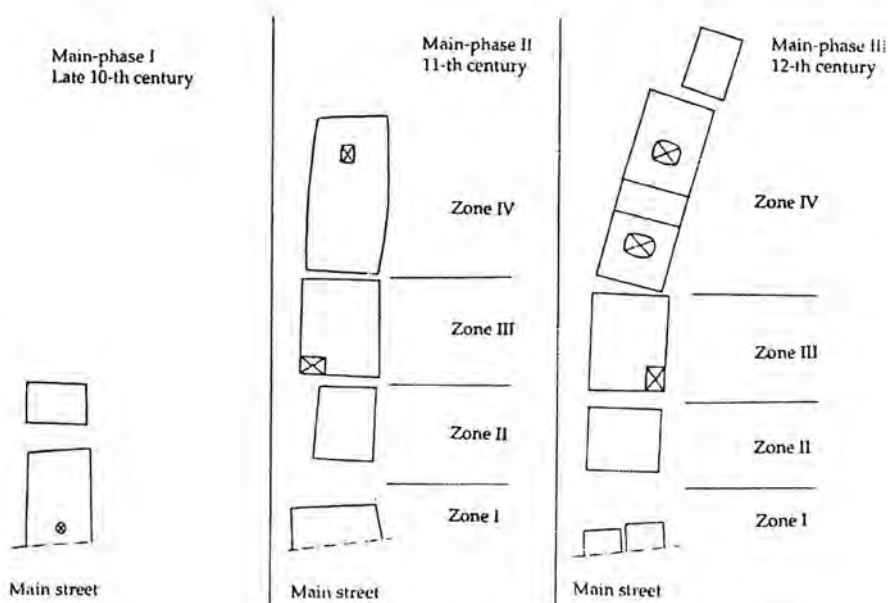 Main-phase I
Late 10-th century
Main street
Main-phase II
11-th century
Zone IV
Zone III
Zone II
Zone I
Main street
Main-phase III
12-th century
Zone IV
Zone III
Zone II
Zone I
Main street